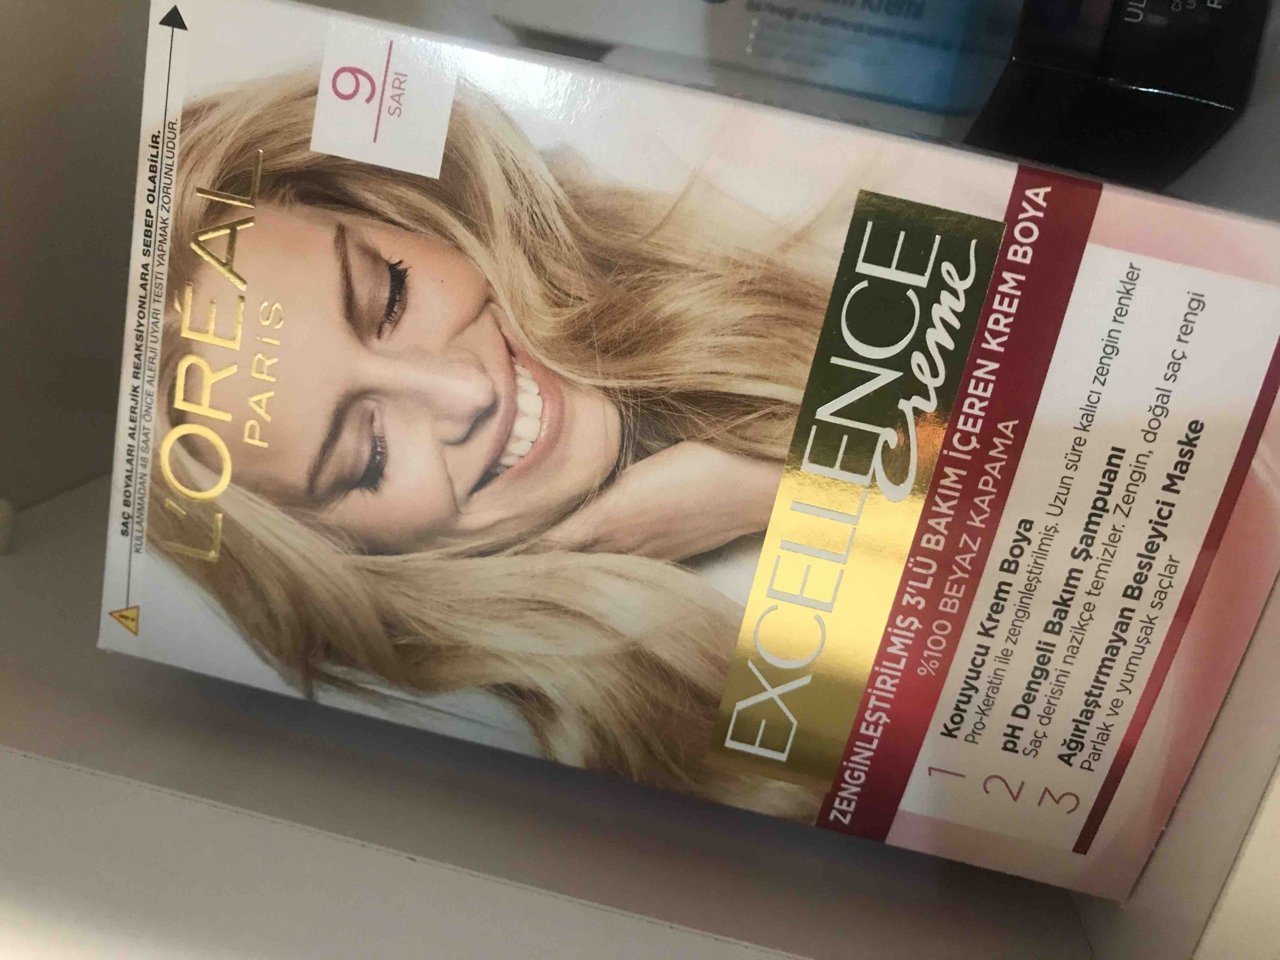 SAÇ BOYALARI ALERJİK REAKSİYONLARA SEBEP OLABİLİR.
KULLANMADAN 48 SAAT ÖNCE ALERJİ UYARI TESTİ YAPMAK ZORUNLUDUR.
L'ORÉAL
PARİS
9
SARI
EXCELLENCE
Creme
ZENGİNLEŞTİRİLMİŞ 3'LÜ BAKIM İÇEREN KREM BOYA
%100 BEYAZ KAPAMA
1 Koruyucu Krem Boya
Pro-Keratin ile zenginleştirilmiş. Uzun süre kalıcı zengin renkler
2 pH Dengeli Bakım Şampuanı
Saç derisini nazikçe temizler. Zengin, doğal saç rengi
3 Ağırlaştırmayan Besleyici Maske
Parlak ve yumuşak saçlar